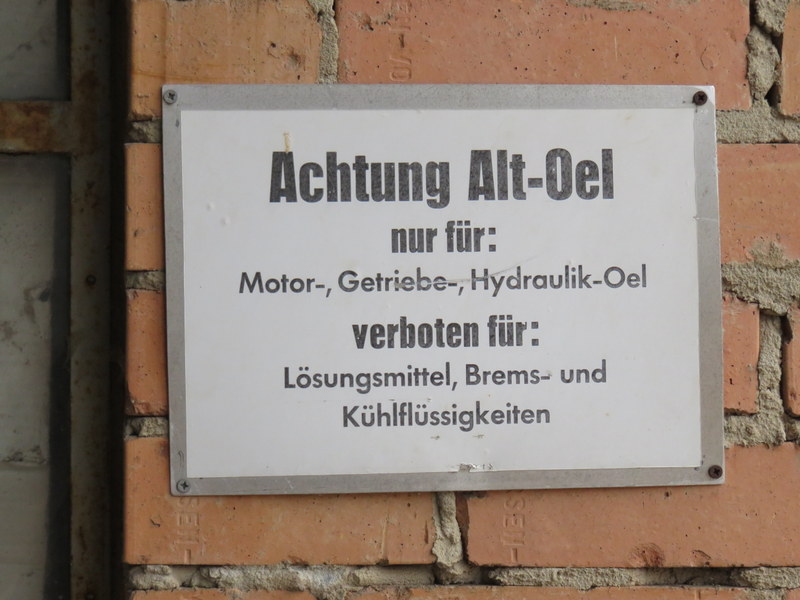 Achtung Alt-Oel
nur für:
Motor-, Getriebe-, Hydraulik-Oel
verboten für:
Lösungsmittel, Brems- und
Kühlflüssigkeiten